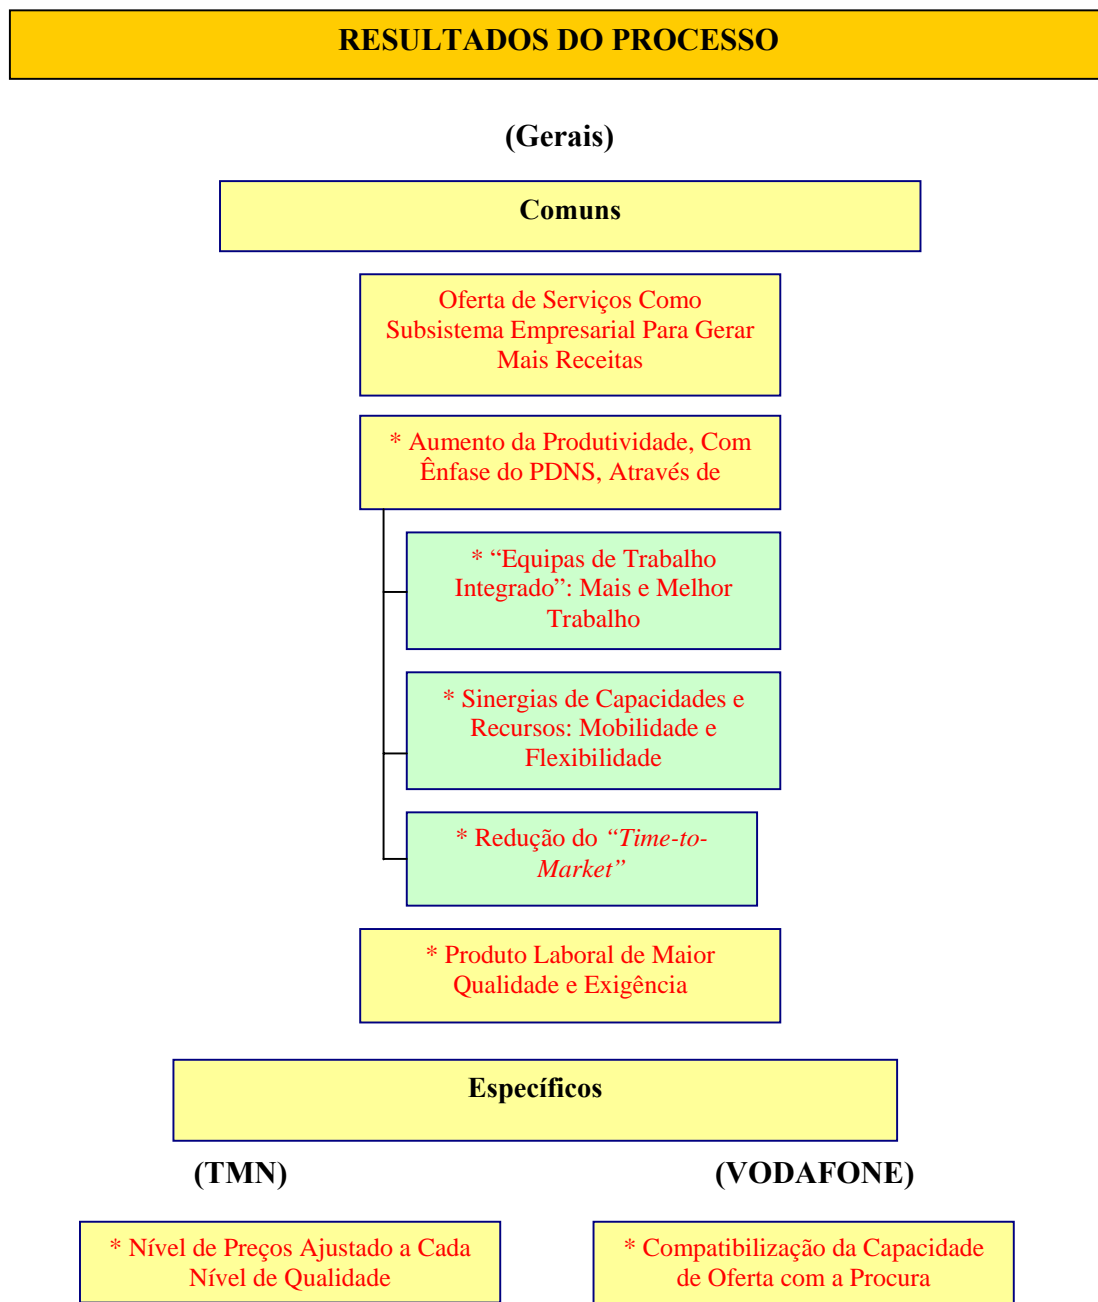 RESULTADOS DO PROCESSO
(Gerais)
Comuns
Oferta de Serviços Como
Subsistema Empresarial Para Gerar
Mais Receitas
* Aumento da Produtividade, Com
Ênfase do PDNS, Através de
* “Equipas de Trabalho
Integrado”: Mais e Melhor
Trabalho
* Sinergias de Capacidades e
Recursos: Mobilidade e
Flexibilidade
* Redução do “Time-to-
Market”
* Produto Laboral de Maior
Qualidade e Exigência
Específicos
(TMN)
(VODAFONE)
* Nível de Preços Ajustado a Cada
Nível de Qualidade
* Compatibilização da Capacidade
de Oferta com a Procura